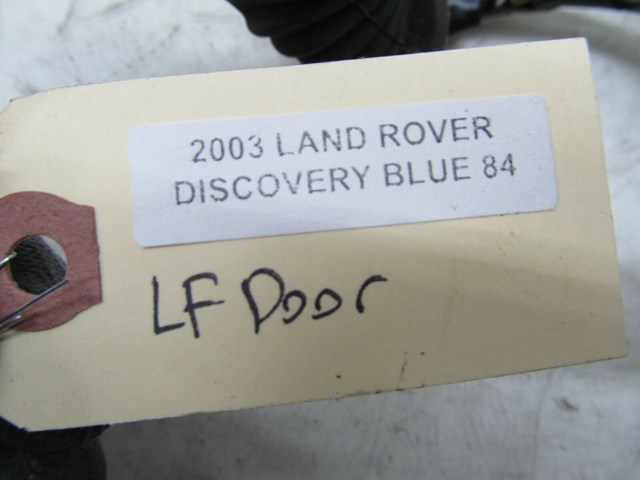 2003 LAND ROVER
DISCOVERY BLUE 84
LF Door